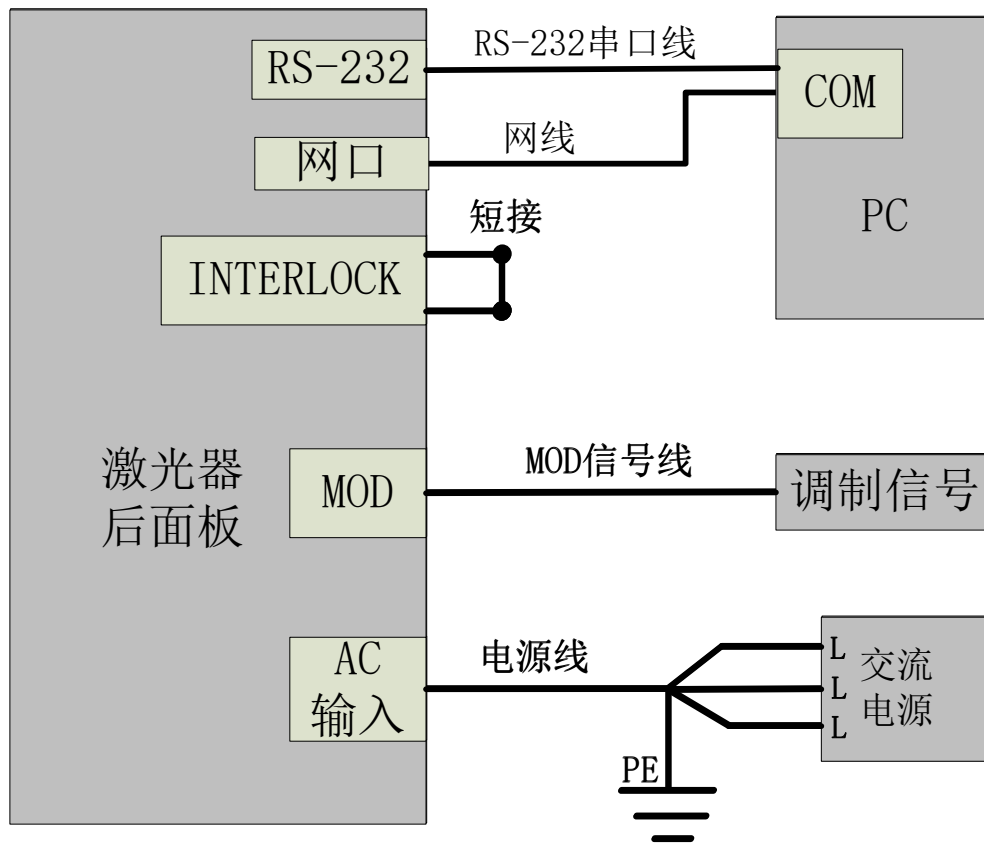 RS-232串口线
RS-232
COM
网线
网口
PC
短接
INTERLOCK
激光器
后面板
MOD信号线
MOD
调制信号
电源线
AC
输入
L
L
L
交流
电源
PE